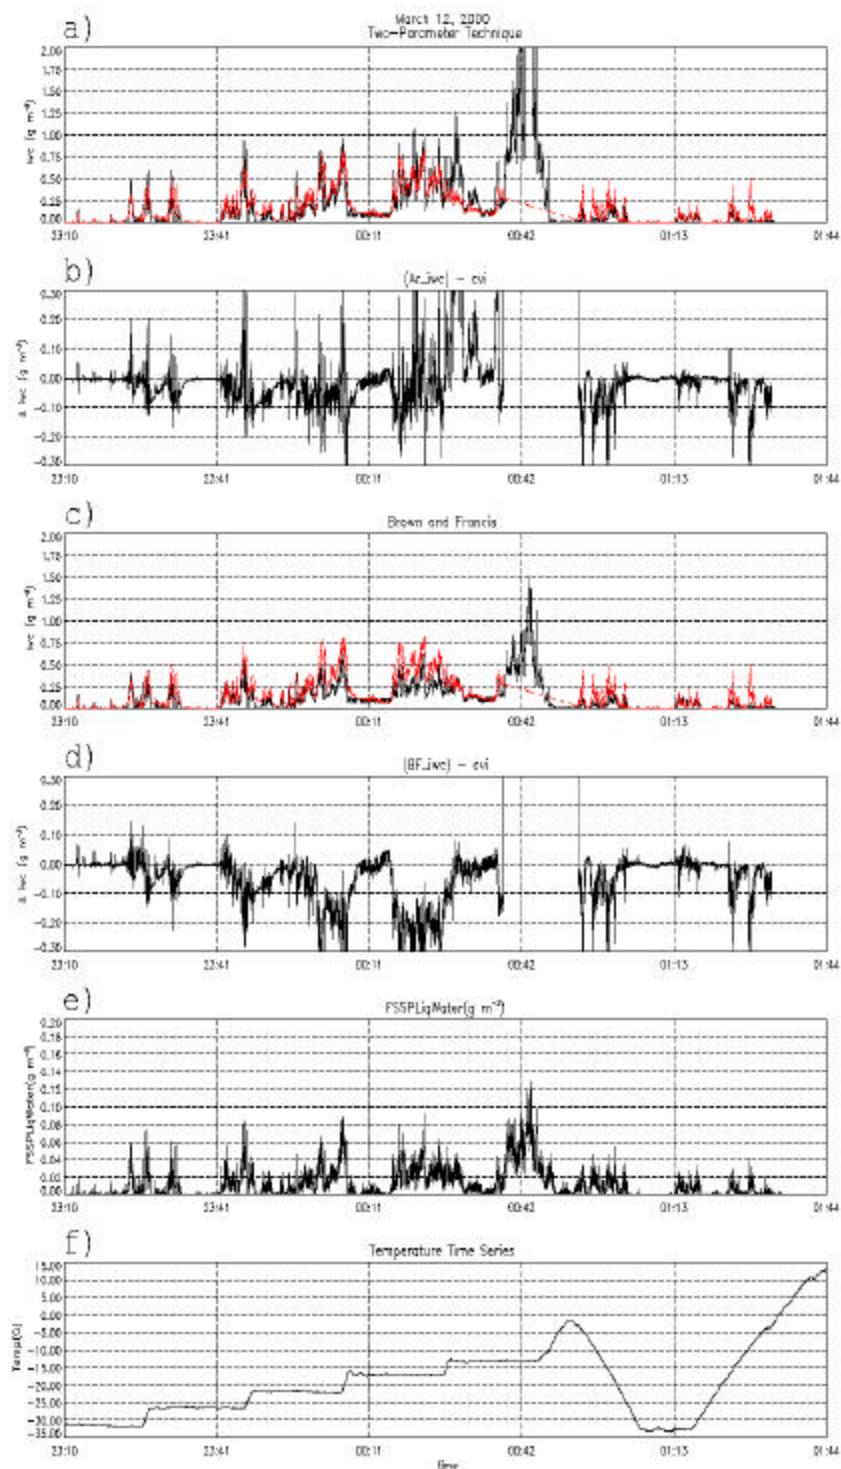 a)
March 12, 2000
Two-Parameter Technique
iwc (g m⁻³)
2.00
1.75
1.50
1.25
1.00
0.75
0.50
0.25
0.00
23:10 23:41 00:11 00:42 01:13 01:44
b)
(Ar_iwc) - cvi
Δ iwc (g m⁻³)
0.30
0.20
0.10
0.00
-0.10
-0.20
-0.30
23:10 23:41 00:11 00:42 01:13 01:44
c)
Brown and Francis
iwc (g m⁻³)
2.00
1.75
1.50
1.25
1.00
0.75
0.50
0.25
0.00
23:10 23:41 00:11 00:42 01:13 01:44
d)
(BF_iwc) - cvi
Δ iwc (g m⁻³)
0.30
0.20
0.10
0.00
-0.10
-0.20
-0.30
23:10 23:41 00:11 00:42 01:13 01:44
e)
FSSPLiqWater(g m⁻³)
FSSPLiqWater(g m⁻³)
0.20
0.18
0.16
0.14
0.12
0.10
0.08
0.06
0.04
0.02
0.00
23:10 23:41 00:11 00:42 01:13 01:44
f)
Temperature Time Series
Temp(C)
15.00
10.00
5.00
0.00
-5.00
-10.00
-15.00
-20.00
-25.00
-30.00
-35.00
23:10 23:41 00:11 00:42 01:13 01:44
Time